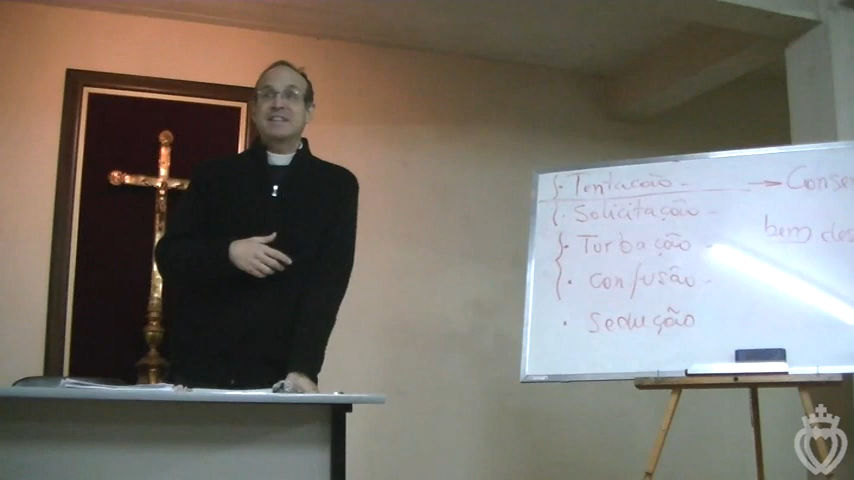 Tentação - → Conse
Solicitação -
bem des
Turbação -
confusão -
sedução